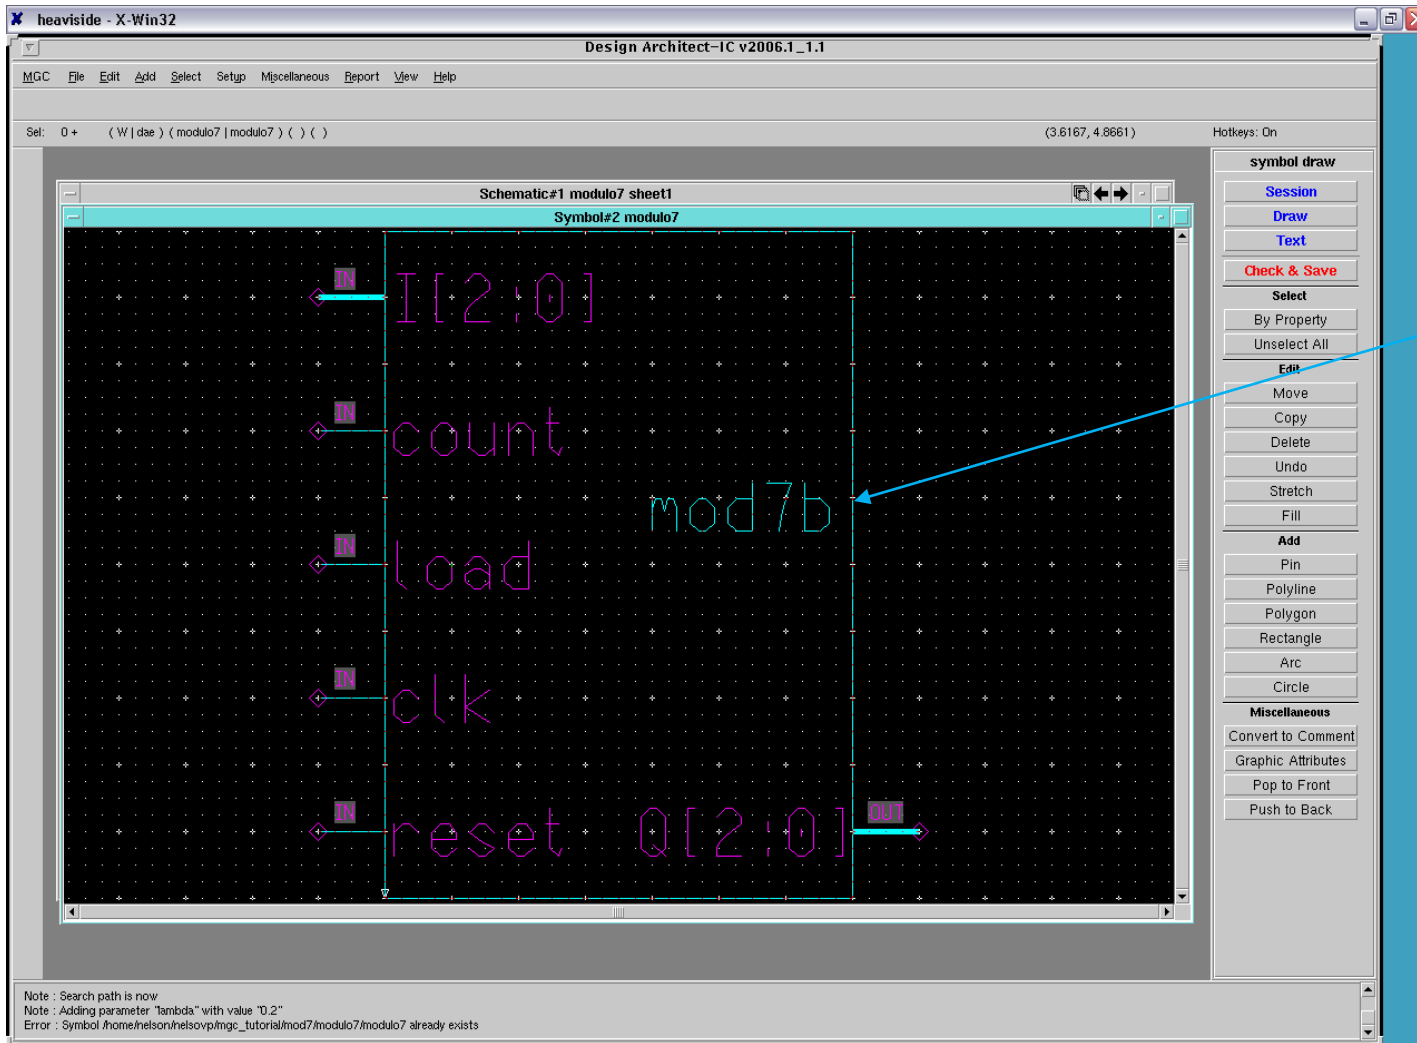 heaviside - X-Win32
Design Architect-IC v2006.1_1.1
MGC File Edit Add Select Setup Miscellaneous Report View Help
Sel: 0 + ( W | dae ) ( modulo7 | modulo7 ) ( ) ( ) (3.6167, 4.8661) Hotkeys: On
Schematic#1 modulo7 sheet1
Symbol#2 modulo7
IN
I[2:0]
IN
count
mod7b
IN
load
IN
clk
IN
reset
Q[2:0]
OUT
symbol draw
Session
Draw
Text
Check & Save
Select
By Property
Unselect All
Edit
Move
Copy
Delete
Undo
Stretch
Fill
Add
Pin
Polyline
Polygon
Rectangle
Arc
Circle
Miscellaneous
Convert to Comment
Graphic Attributes
Pop to Front
Push to Back
Note : Search path is now
Note : Adding parameter "lambda" with value "0.2"
Error : Symbol /home/nelson/nelsovp/mgc_tutorial/mod7/modulo7/modulo7 already exists